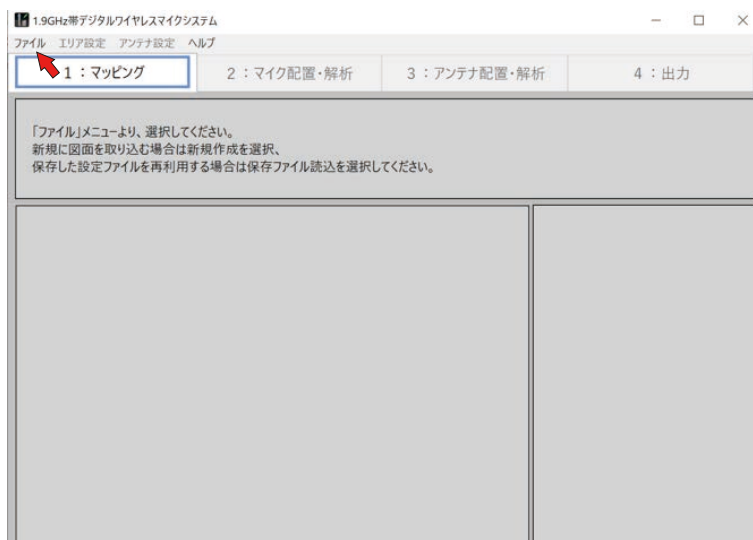 1.9GHz帯デジタルワイヤレスマイクシステム
ファイル エリア設定 アンテナ設定 ヘルプ
1：マッピング 2：マイク配置・解析 3：アンテナ配置・解析 4：出力
「ファイル」メニューより、選択してください。
新規に図面を取り込む場合は新規作成を選択、
保存した設定ファイルを再利用する場合は保存ファイル読込を選択してください。